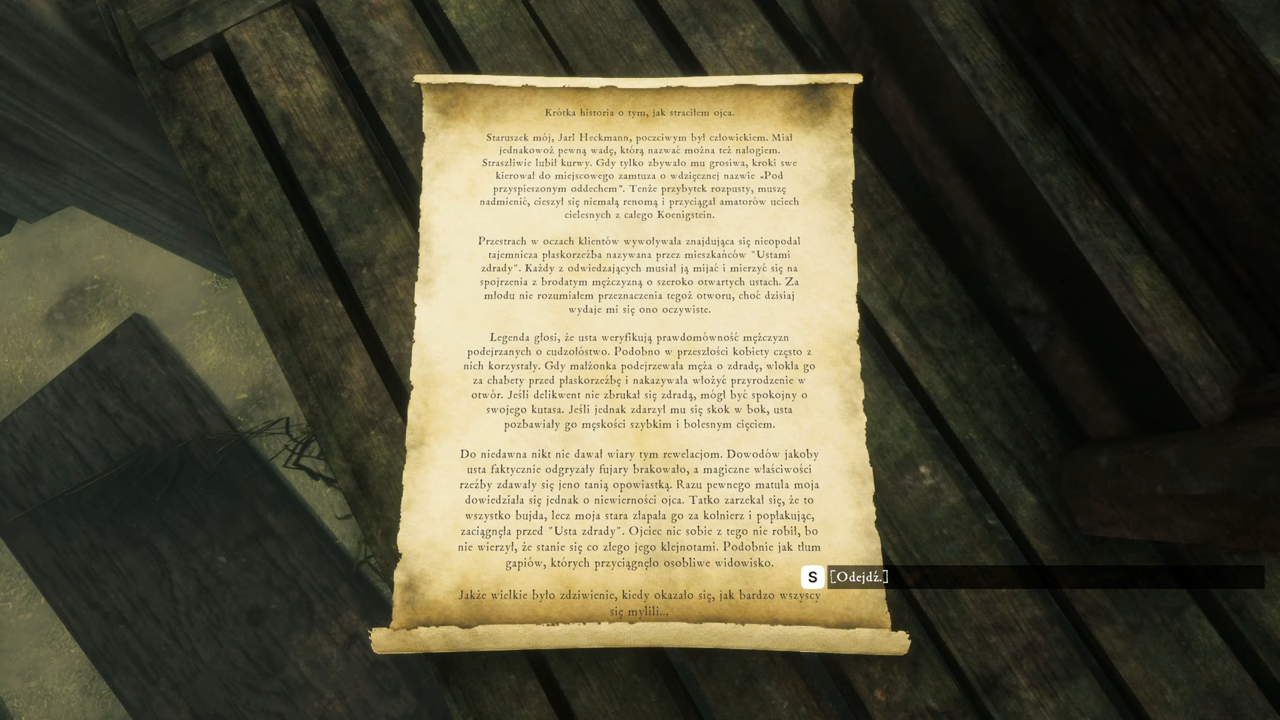 Krótka historia o tym, jak straciłem ojca.
Staruszek mój, Jarl Heckmann, poczciwym był człowiekiem. Miał
jednakowoż pewną wadę, którą nazwać można też nałogiem.
Straszliwie lubił kurwy. Gdy tylko zbywało mu grosiwa, kroki swe
kierował do miejscowego zamtuza o wdzięcznej nazwie „Pod
przyspieszonym oddechem". Tenże przybytek rozpusty, muszę
nadmienić, cieszył się niemałą renomą i przyciągał amatorów uciech
cielesnych z całego Koenigstein.
Przestrach w oczach klientów wywoływała znajdująca się nieopodal
tajemnicza płaskorzeźba nazywana przez mieszkańców "Ustami
zdrady". Każdy z odwiedzających musiał ją mijać i mierzyć się na
spojrzenia z brodatym mężczyzną o szeroko otwartych ustach. Za
młodu nie rozumiałem przeznaczenia tegoż otworu, choć dzisiaj
wydaje mi się ono oczywiste.
Legenda głosi, że usta weryfikują prawdomówność mężczyzn
podejrzanych o cudzołóstwo. Podobno w przeszłości kobiety często z
nich korzystały. Gdy małżonka podejrzewała męża o zdradę, wlokła go
za chabety przed płaskorzeźbę i nakazywała włożyć przyrodzenie w
otwór. Jeśli delikwent nie zbrukał się zdradą, mógł być spokojny o
swojego kutasa. Jeśli jednak zdarzył mu się skok w bok, usta
pozbawiały go męskości szybkim i bolesnym cięciem.
Do niedawna nikt nie dawał wiary tym rewelacjom. Dowodów jakoby
usta faktycznie odgryzały fujary brakowało, a magiczne właściwości
rzeźby zdawały się jeno tanią opowiastką. Razu pewnego matula moja
dowiedziała się jednak o niewierności ojca. Tatko zarzekał się, że to
wszystko bujda, lecz moja stara złapała go za kołnierz i popłakując,
zaciągnęła przed "Usta zdrady". Ojciec nic sobie z tego nie robił, bo
nie wierzył, że stanie się co złego jego klejnotami. Podobnie jak tłum
gapiów, których przyciągnęło osobliwe widowisko.
Jakże wielkie było zdziwienie, kiedy okazało się, jak bardzo wszyscy
się mylili...
S [Odejdź.]